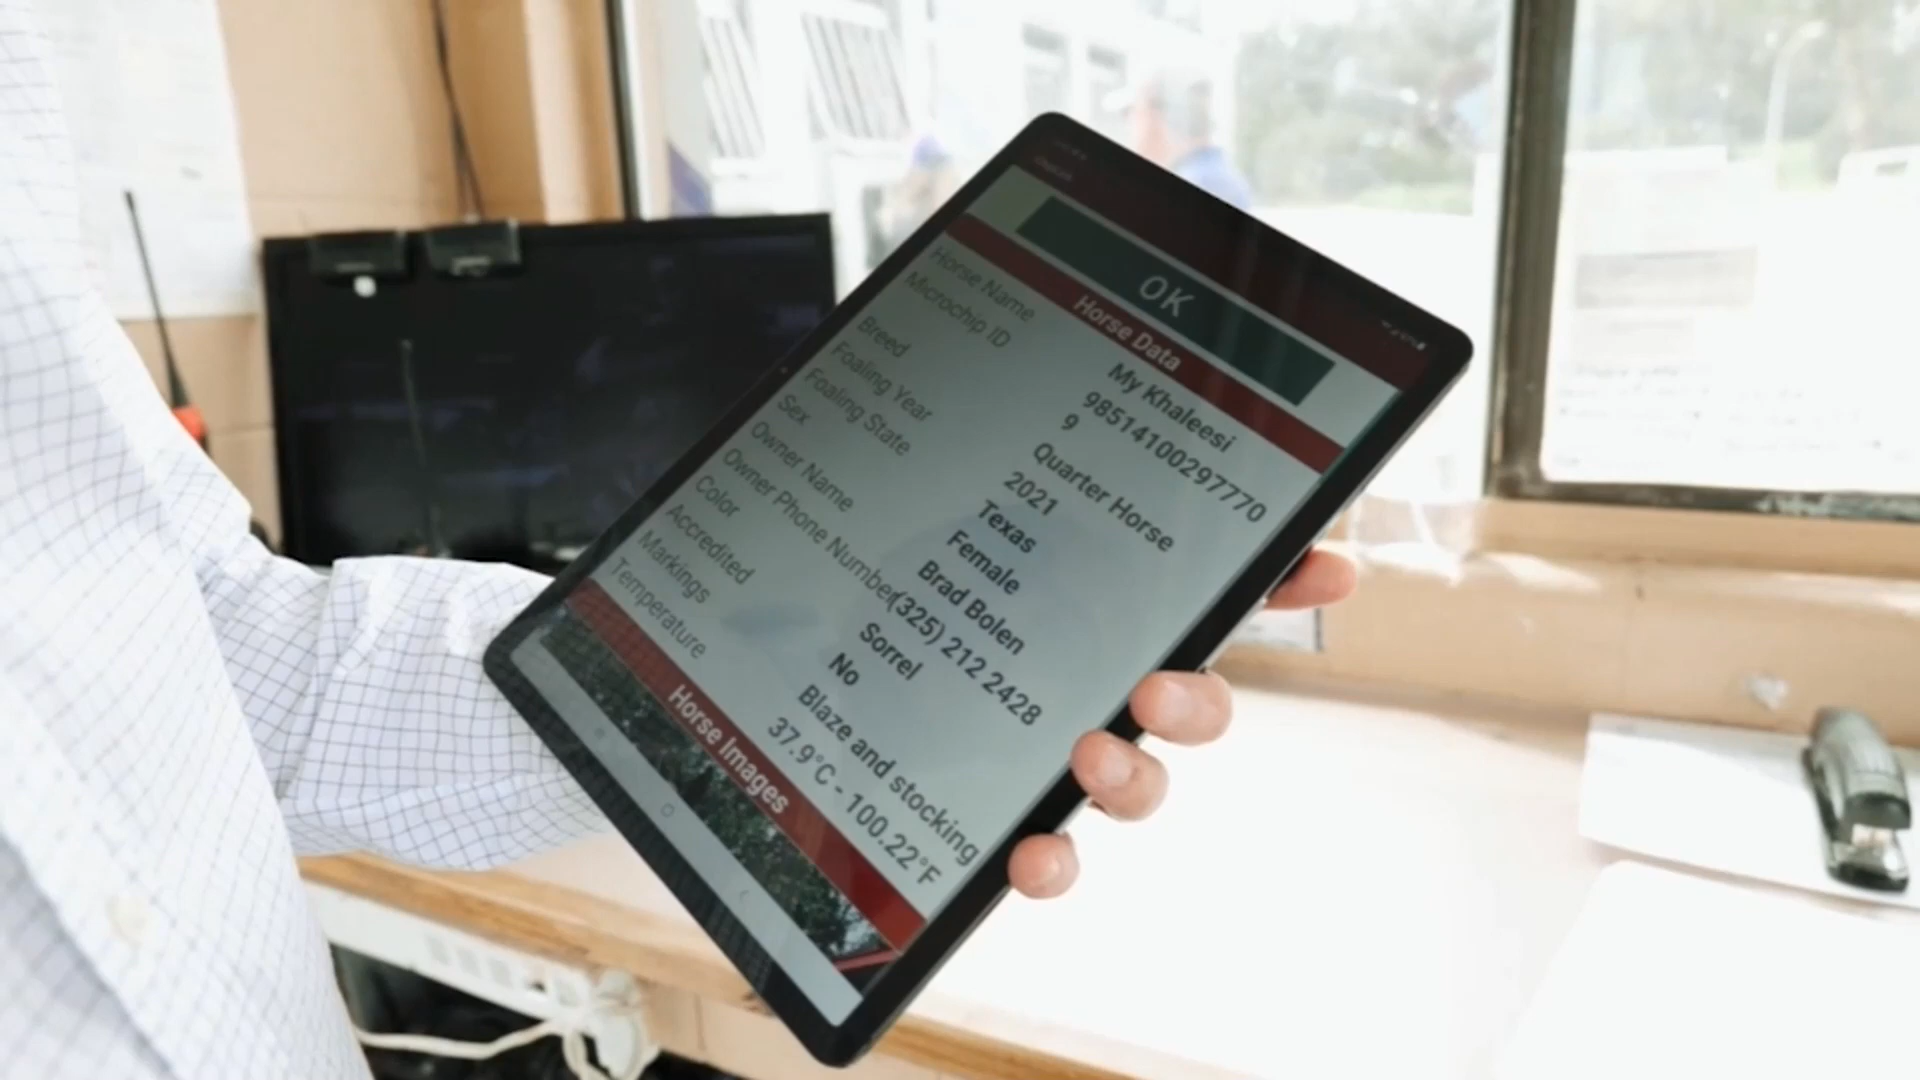 OK
Horse Data
Horse Name My Khaleesi
Microchip ID 98514100297770
9
Breed Quarter Horse
Foaling Year 2021
Foaling State Texas
Sex Female
Owner Name Brad Bolen
Owner Phone Number (325) 212 2428
Color Sorrel
Accredited No
Markings Blaze and stocking
Temperature 37.9°C - 100.22°F
Horse Images